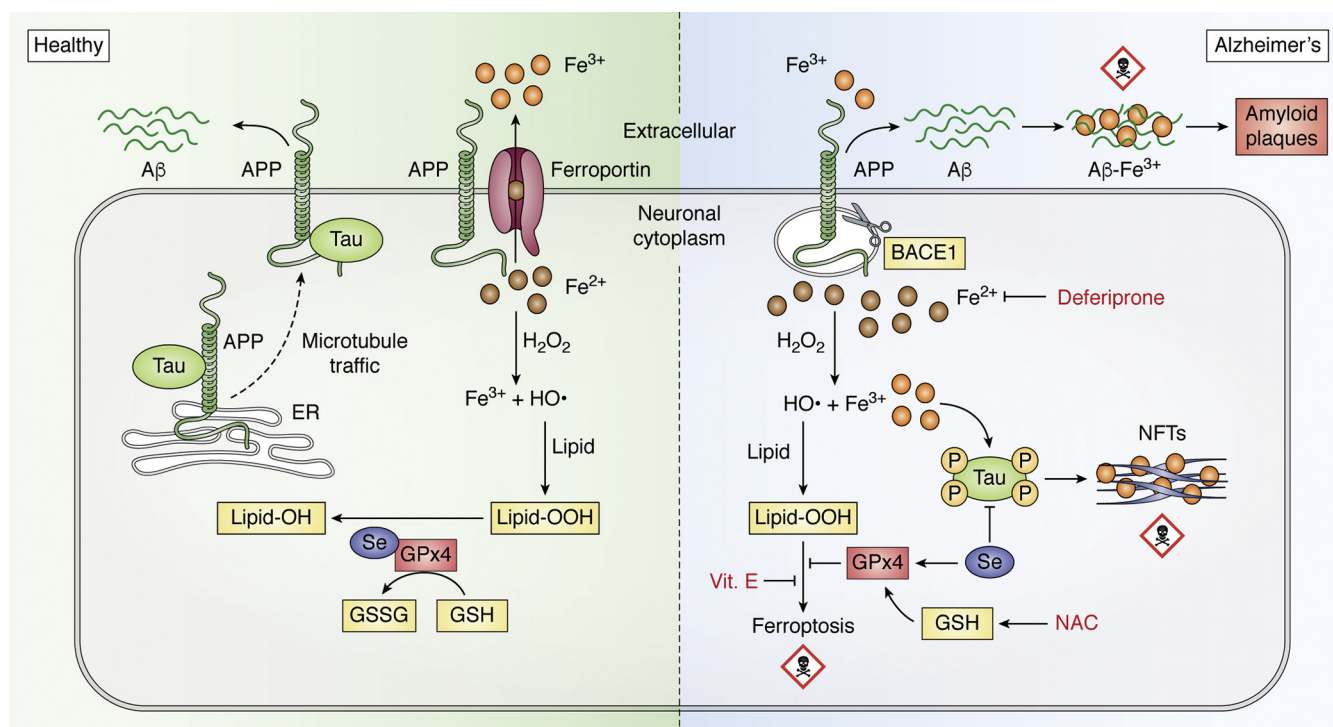 Healthy
Fe³⁺
Aβ
APP
APP
Ferroportin
Extracellular
Neuronal
cytoplasm
Tau
Fe²⁺
APP
Tau
Microtubule
traffic
ER
H₂O₂
Fe³⁺ + HO•
Lipid
Lipid-OH
Lipid-OOH
Se
GPx4
GSSG
GSH
Alzheimer's
Fe³⁺
APP
Aβ
Aβ-Fe³⁺
Amyloid
plaques
BACE1
Fe²⁺
Deferiprone
H₂O₂
HO• + Fe³⁺
Lipid
P
P
Tau
P
P
NFTs
Lipid-OOH
GPx4
Se
Vit. E
GSH
NAC
Ferroptosis